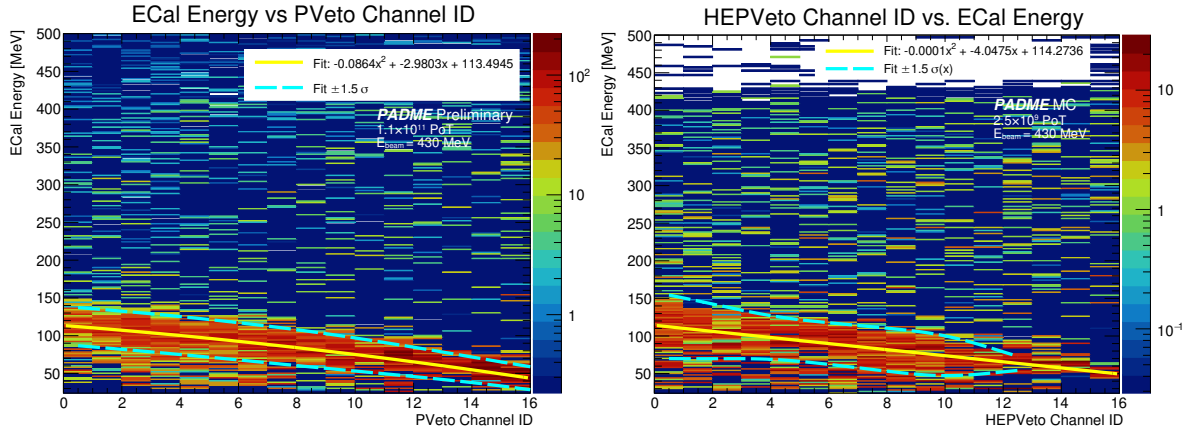 ECal Energy vs PVeto Channel ID
ECal Energy [MeV]
500
450
400
350
300
250
200
150
100
50
Fit: -0.0864x² + -2.9803x + 113.4945
Fit ±1.5 σ
PADME Preliminary
1.1×10¹¹ PoT
E_beam = 430 MeV
0 2 4 6 8 10 12 14 16
PVeto Channel ID
10²
10
1
HEPVeto Channel ID vs. ECal Energy
ECal Energy [MeV]
500
450
400
350
300
250
200
150
100
50
Fit: -0.0001x² + -4.0475x + 114.2736
Fit ±1.5 σ(x)
PADME MC
2.5×10⁹ PoT
E_beam = 430 MeV
0 2 4 6 8 10 12 14 16
HEPVeto Channel ID
10
1
10⁻¹